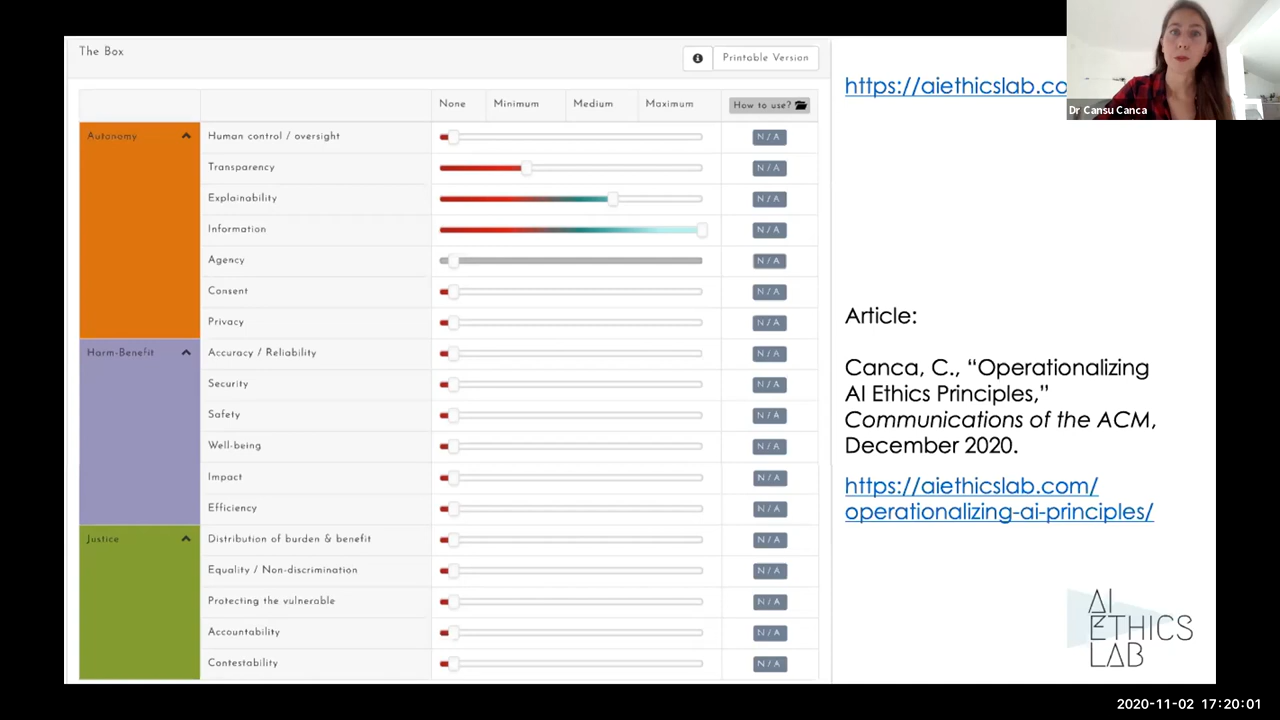 The Box
Printable Version
None Minimum Medium Maximum How to use?
Autonomy
Human control / oversight N/A
Transparency N/A
Explainability N/A
Information N/A
Agency N/A
Consent N/A
Privacy N/A
Harm-Benefit
Accuracy / Reliability N/A
Security N/A
Safety N/A
Well-being N/A
Impact N/A
Efficiency N/A
Justice
Distribution of burden & benefit N/A
Equality / Non-discrimination N/A
Protecting the vulnerable N/A
Accountability N/A
Contestability N/A
https://aiethicslab.co
Dr Cansu Canca
Article:
Canca, C., “Operationalizing
AI Ethics Principles,”
Communications of the ACM,
December 2020.
https://aiethicslab.com/
operationalizing-ai-principles/
AI
ETHICS
LAB
2020-11-02 17:20:01